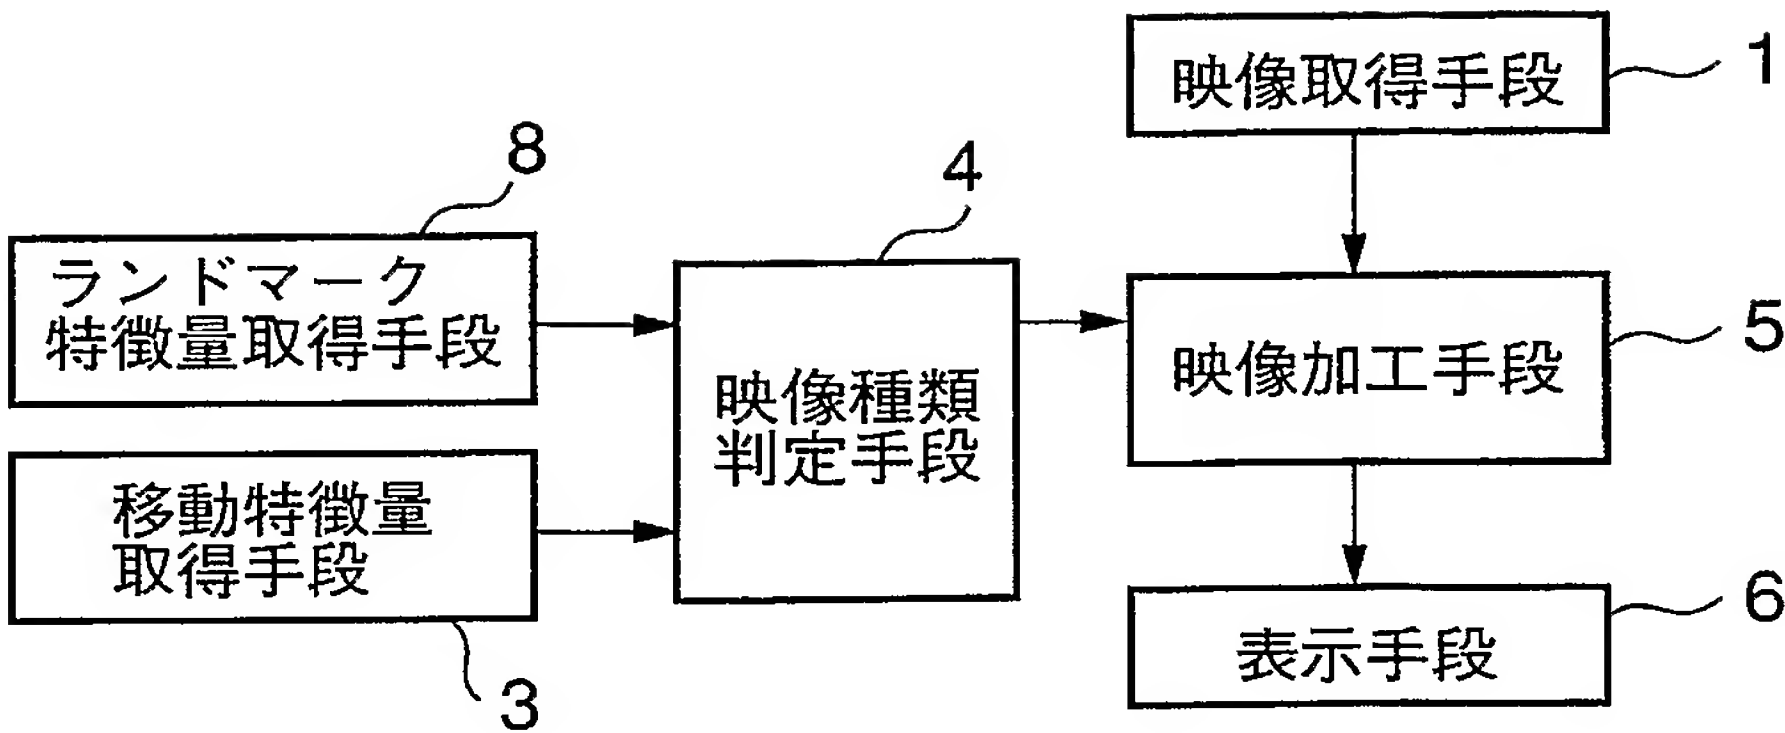 映像取得手段
1
8
ランドマーク
特徴量取得手段
4
映像種類
判定手段
5
映像加工手段
移動特徴量
取得手段
3
6
表示手段